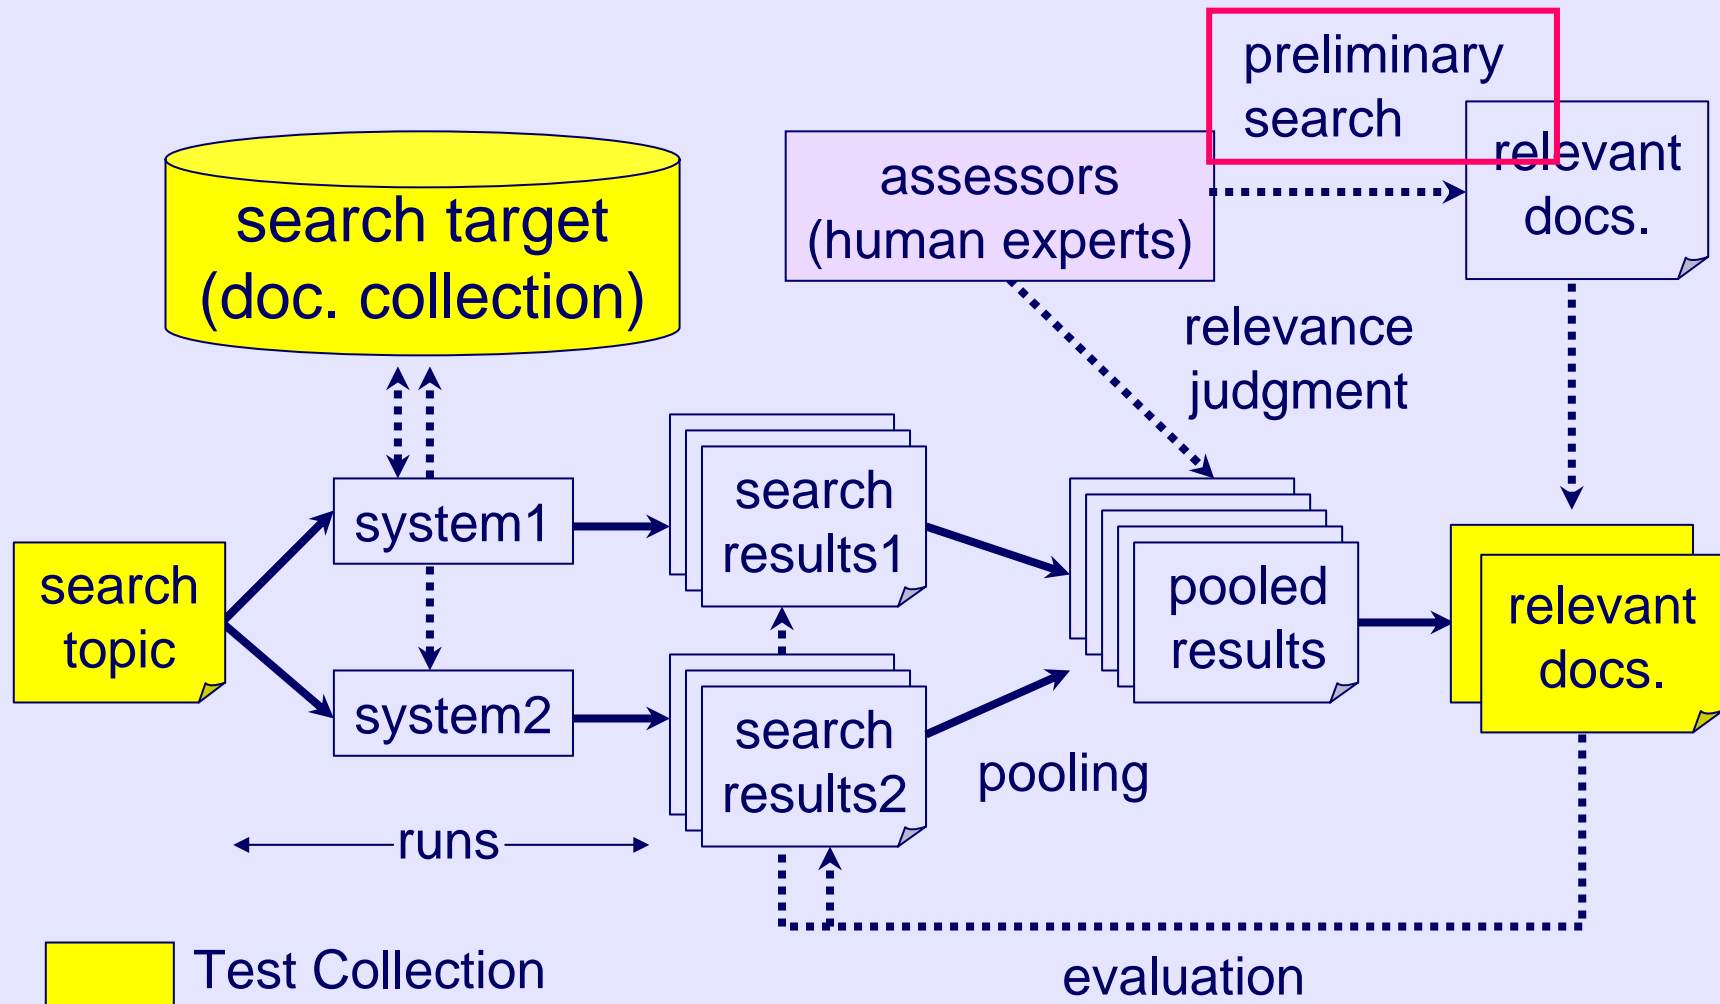 preliminary
search
relevant
docs.
assessors
(human experts)
search target
(doc. collection)
relevance
judgment
search
results1
system1
search
topic
pooled
results
relevant
docs.
system2
search
results2
pooling
runs
Test Collection
evaluation